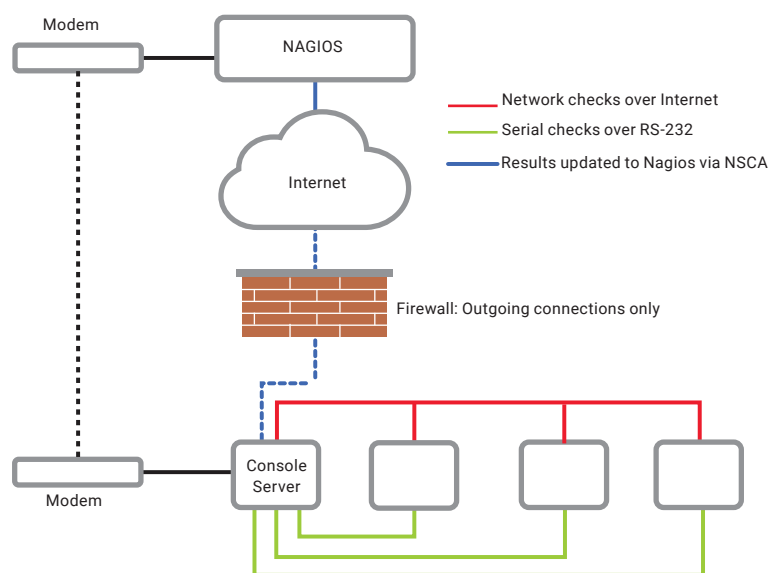 Modem
NAGIOS
Network checks over Internet
Serial checks over RS-232
Results updated to Nagios via NSCA
Internet
Firewall: Outgoing connections only
Console
Server
Modem